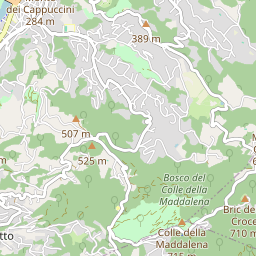 dei Cappuccini
284 m
389 m
507 m
525 m
Bosco del
Colle della
Maddalena
Bric de
Croce
710 m
Colle della
Maddalena
tto